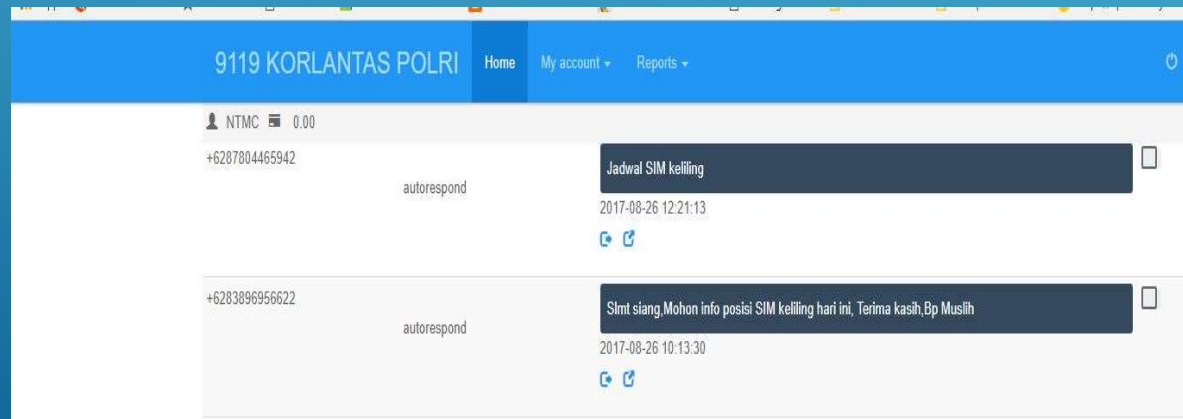 9119 KORLANTAS POLRI Home My account Reports
NTMC 0.00
+6287804465942
autorespond
Jadwal SIM keliling
2017-08-26 12:21:13
+6283896956622
autorespond
Slmt siang,Mohon info posisi SIM keliling hari ini, Terima kasih,Bp Muslih
2017-08-26 10:13:30